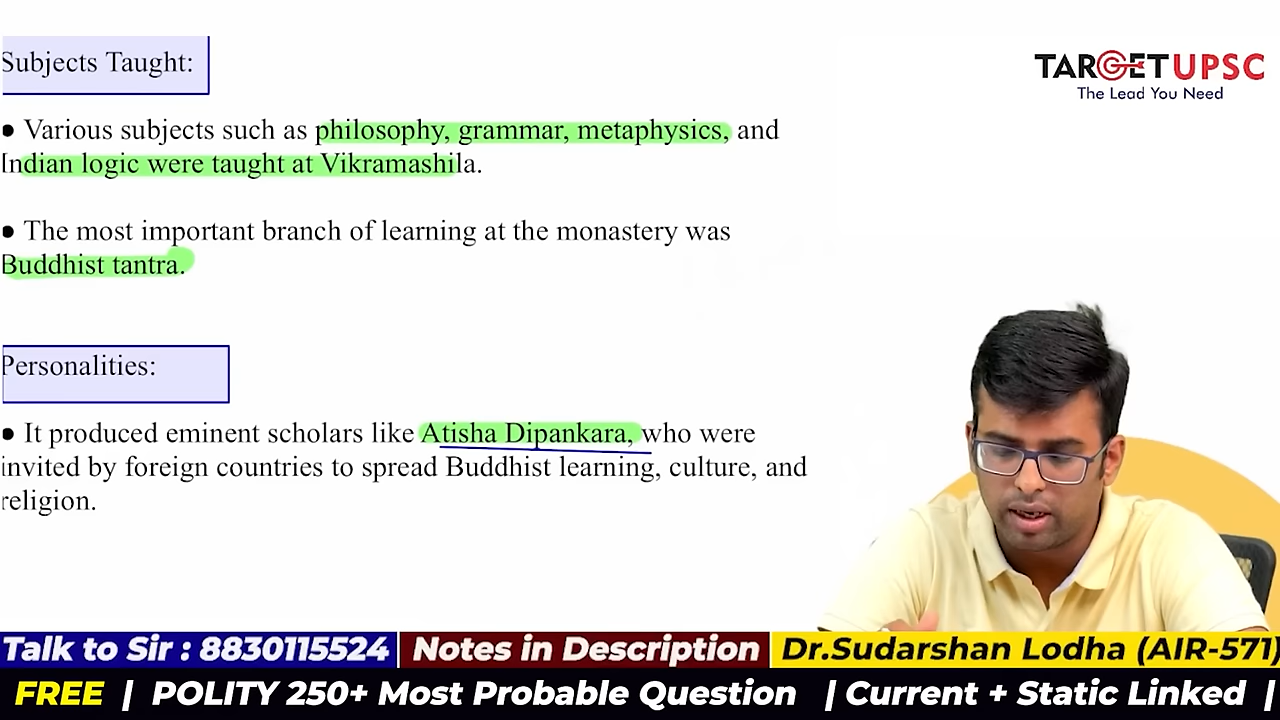 Subjects Taught:
TARGET UPSC
The Lead You Need
● Various subjects such as philosophy, grammar, metaphysics, and
Indian logic were taught at Vikramashila.
● The most important branch of learning at the monastery was
Buddhist tantra.
Personalities:
● It produced eminent scholars like Atisha Dipankara, who were
invited by foreign countries to spread Buddhist learning, culture, and
religion.
Talk to Sir : 8830115524 Notes in Description Dr.Sudarshan Lodha (AIR-571)
FREE | POLITY 250+ Most Probable Question | Current + Static Linked |